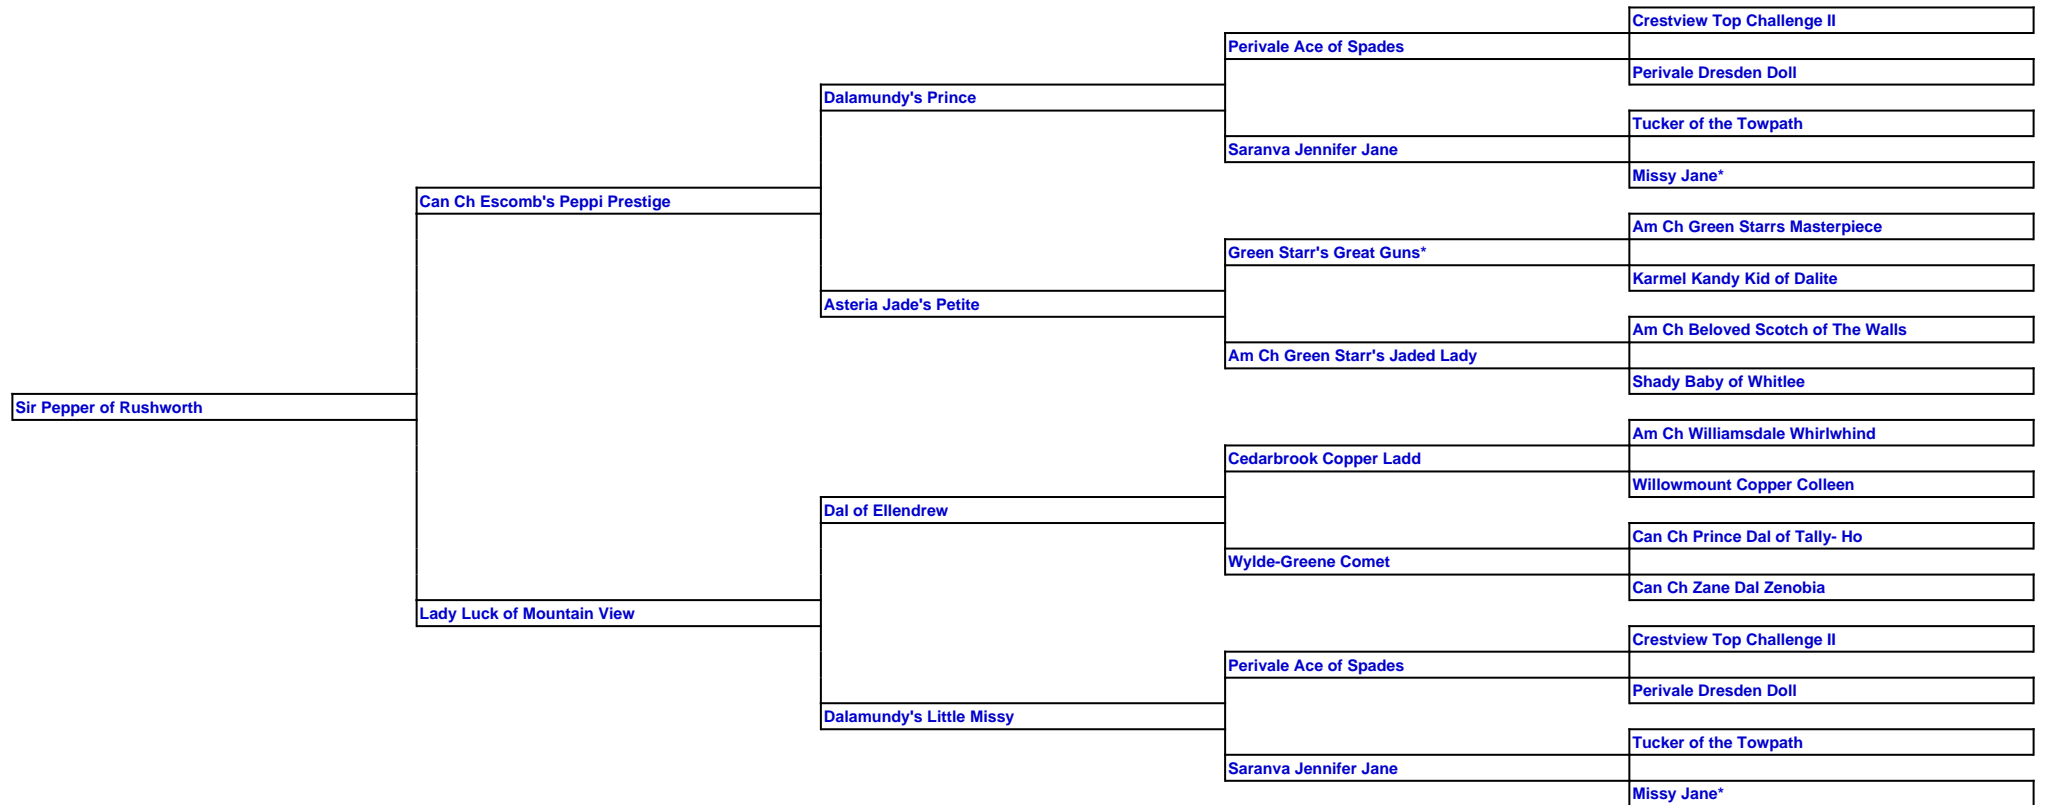 Crestview Top Challenge II
Perivale Ace of Spades
Perivale Dresden Doll
Dalamundy's Prince
Tucker of the Towpath
Saranva Jennifer Jane
Missy Jane*
Can Ch Escomb's Peppi Prestige
Am Ch Green Starrs Masterpiece
Green Starr's Great Guns*
Karmel Kandy Kid of Dalite
Asteria Jade's Petite
Am Ch Beloved Scotch of The Walls
Am Ch Green Starr's Jaded Lady
Shady Baby of Whitlee
Sir Pepper of Rushworth
Am Ch Williamsdale Whirlwhind
Cedarbrook Copper Ladd
Willowmount Copper Colleen
Dal of Ellendrew
Can Ch Prince Dal of Tally- Ho
Wylde-Greene Comet
Can Ch Zane Dal Zenobia
Lady Luck of Mountain View
Crestview Top Challenge II
Perivale Ace of Spades
Perivale Dresden Doll
Dalamundy's Little Missy
Tucker of the Towpath
Saranva Jennifer Jane
Missy Jane*